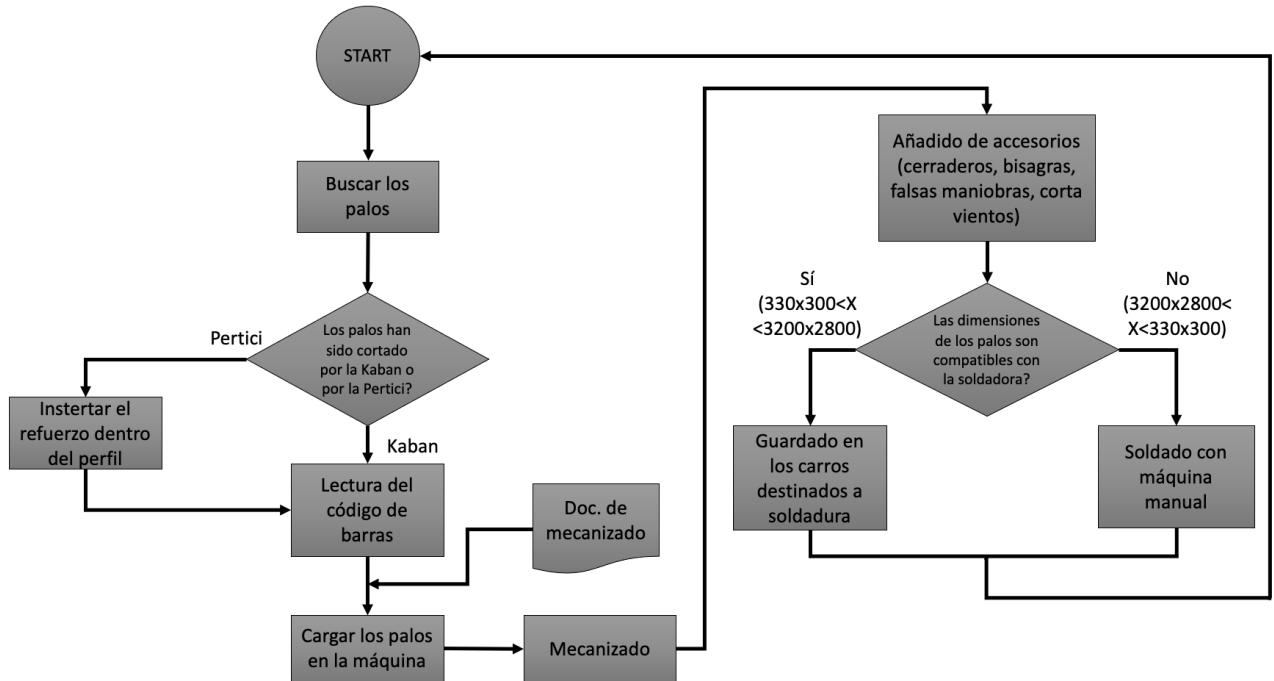 START
Buscar los
palos
Los palos han
sido cortado
por la Kaban o
por la Pertici?
Pertici
Kaban
Instertar el
refuerzo dentro
del perfil
Lectura del
código de
barras
Doc. de
mecanizado
Cargar los palos
en la máquina
Mecanizado
Añadido de accesorios
(cerraderos, bisagras,
falsas maniobras, corta
vientos)
Las dimensiones
de los palos son
compatibles con
la soldadora?
Sí
(330x300<X
<3200x2800)
No
(3200x2800<
X<330x300)
Guardado en
los carros
destinados a
soldadura
Soldado con
máquina
manual